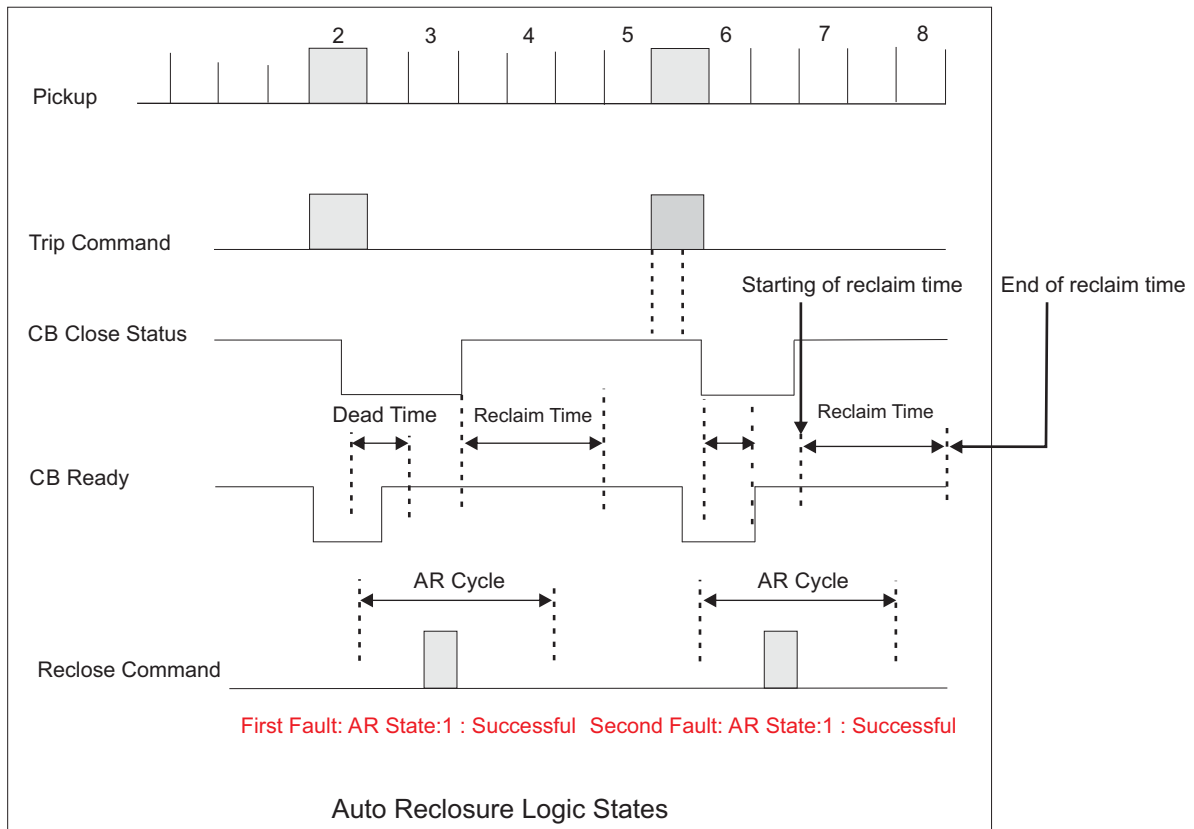 2 3 4 5 6 7 8
Pickup
Trip Command
Starting of reclaim time
End of reclaim time
CB Close Status
Dead Time
Reclaim Time
Reclaim Time
CB Ready
AR Cycle
AR Cycle
Reclose Command
First Fault: AR State:1 : Successful
Second Fault: AR State:1 : Successful
Auto Reclosure Logic States